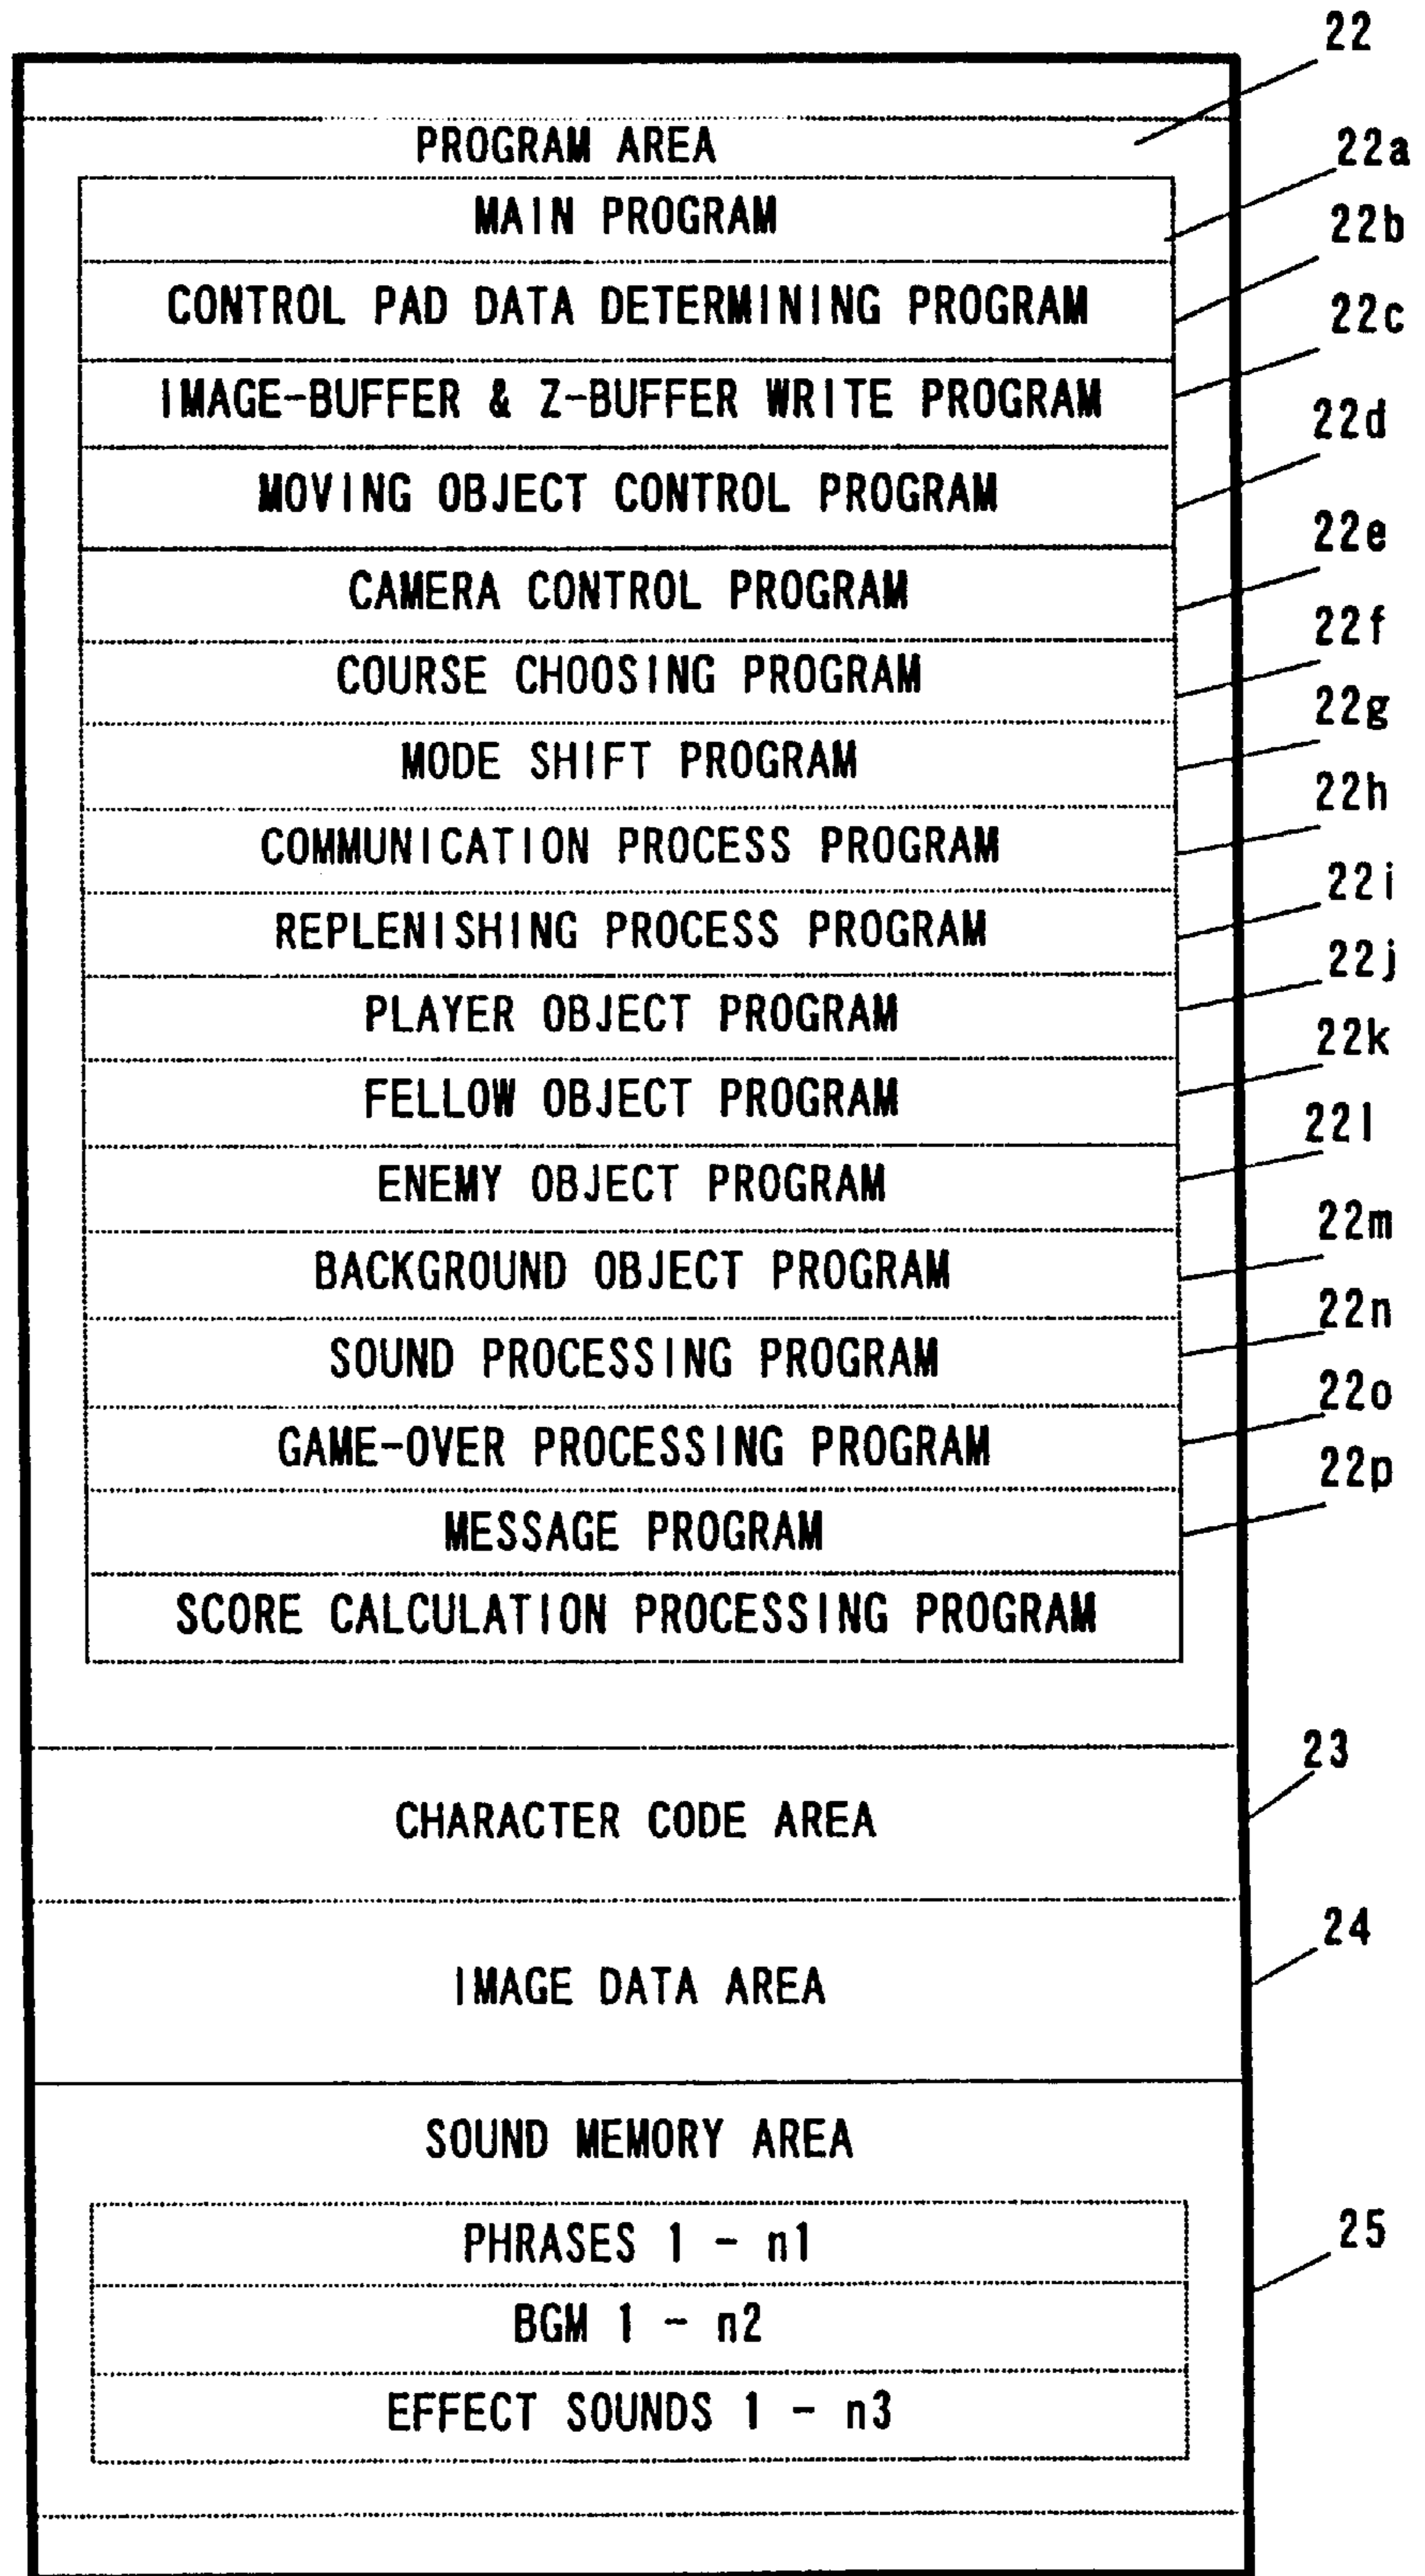 22
PROGRAM AREA
22a
MAIN PROGRAM
22b
CONTROL PAD DATA DETERMINING PROGRAM
22c
IMAGE-BUFFER & Z-BUFFER WRITE PROGRAM
22d
MOVING OBJECT CONTROL PROGRAM
22e
CAMERA CONTROL PROGRAM
22f
COURSE CHOOSING PROGRAM
22g
MODE SHIFT PROGRAM
22h
COMMUNICATION PROCESS PROGRAM
22i
REPLENISHING PROCESS PROGRAM
22j
PLAYER OBJECT PROGRAM
22k
FELLOW OBJECT PROGRAM
22l
ENEMY OBJECT PROGRAM
22m
BACKGROUND OBJECT PROGRAM
22n
SOUND PROCESSING PROGRAM
22o
GAME-OVER PROCESSING PROGRAM
22p
MESSAGE PROGRAM
SCORE CALCULATION PROCESSING PROGRAM
23
CHARACTER CODE AREA
24
IMAGE DATA AREA
SOUND MEMORY AREA
25
PHRASES 1 - n1
BGM 1 - n2
EFFECT SOUNDS 1 - n3